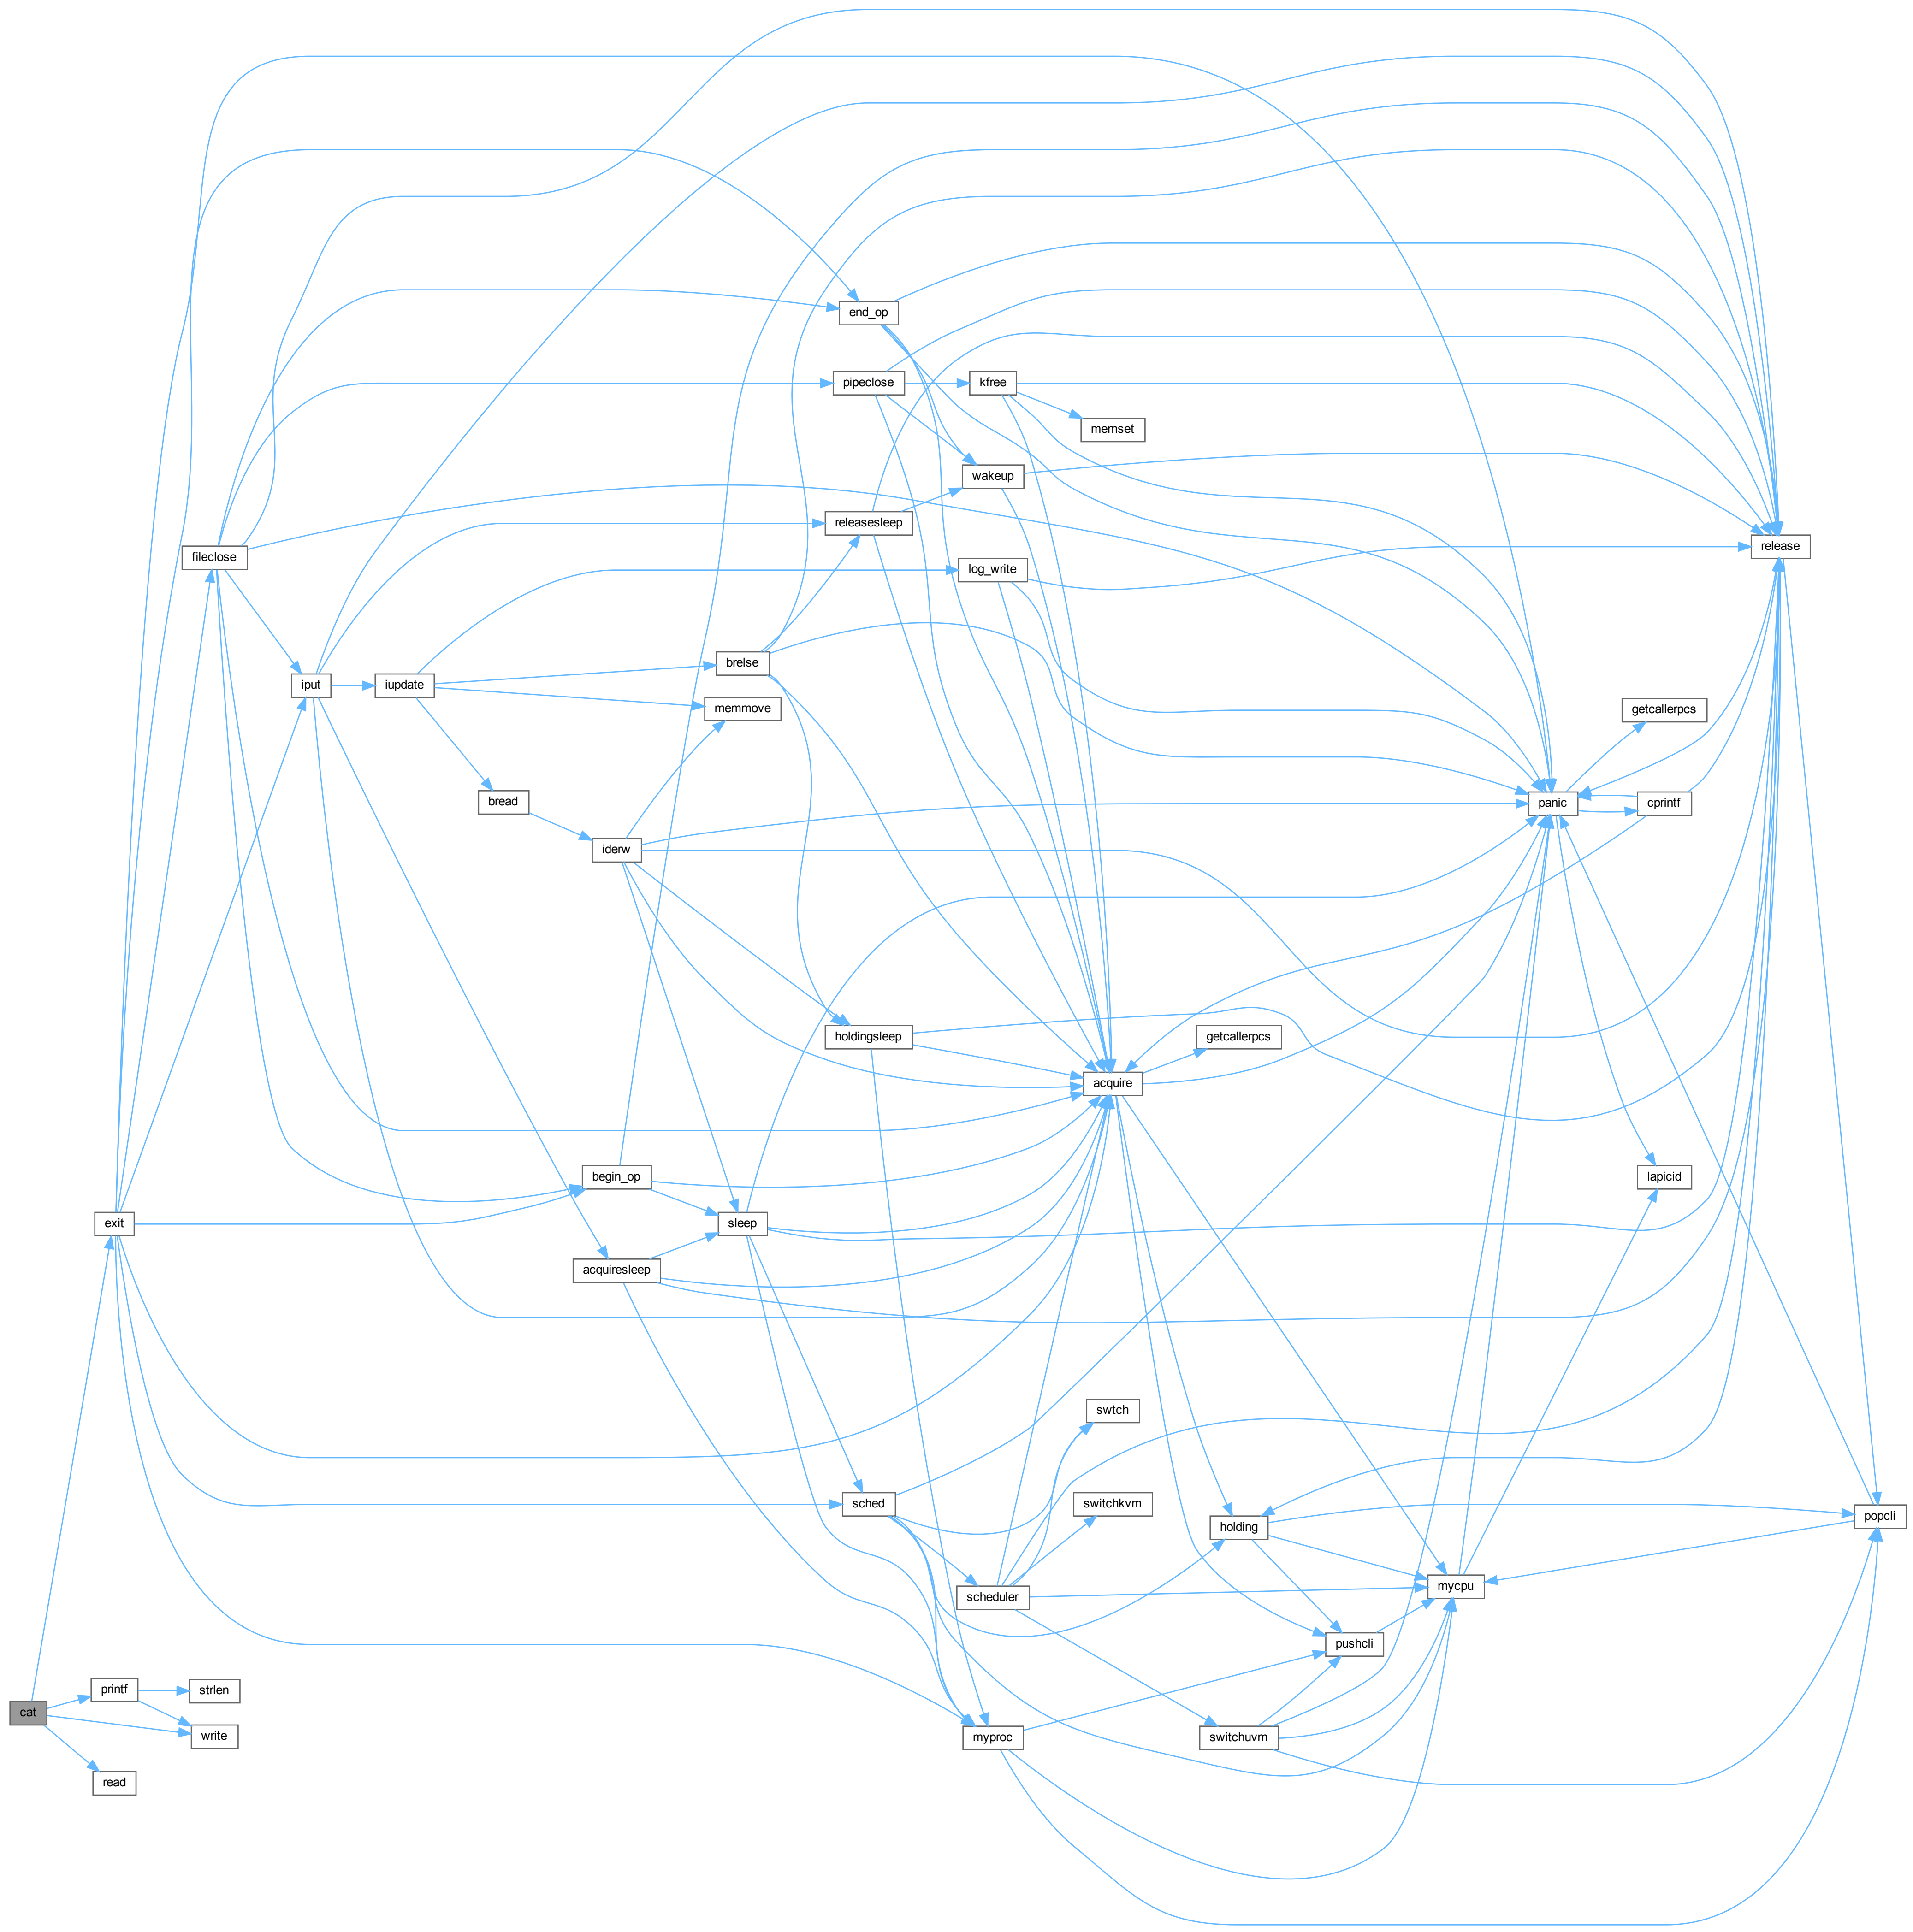 end_op
pipeclose
kfree
memset
wakeup
releasesleep
fileclose
release
log_write
brelse
iput
iupdate
memmove
getcallerpcs
bread
panic
cprintf
iderw
holdingsleep
getcallerpcs
acquire
begin_op
lapicid
exit
sleep
acquiresleep
swtch
sched
switchkvm
popcli
holding
scheduler
mycpu
pushcli
printf
strlen
cat
write
myproc
switchuvm
read